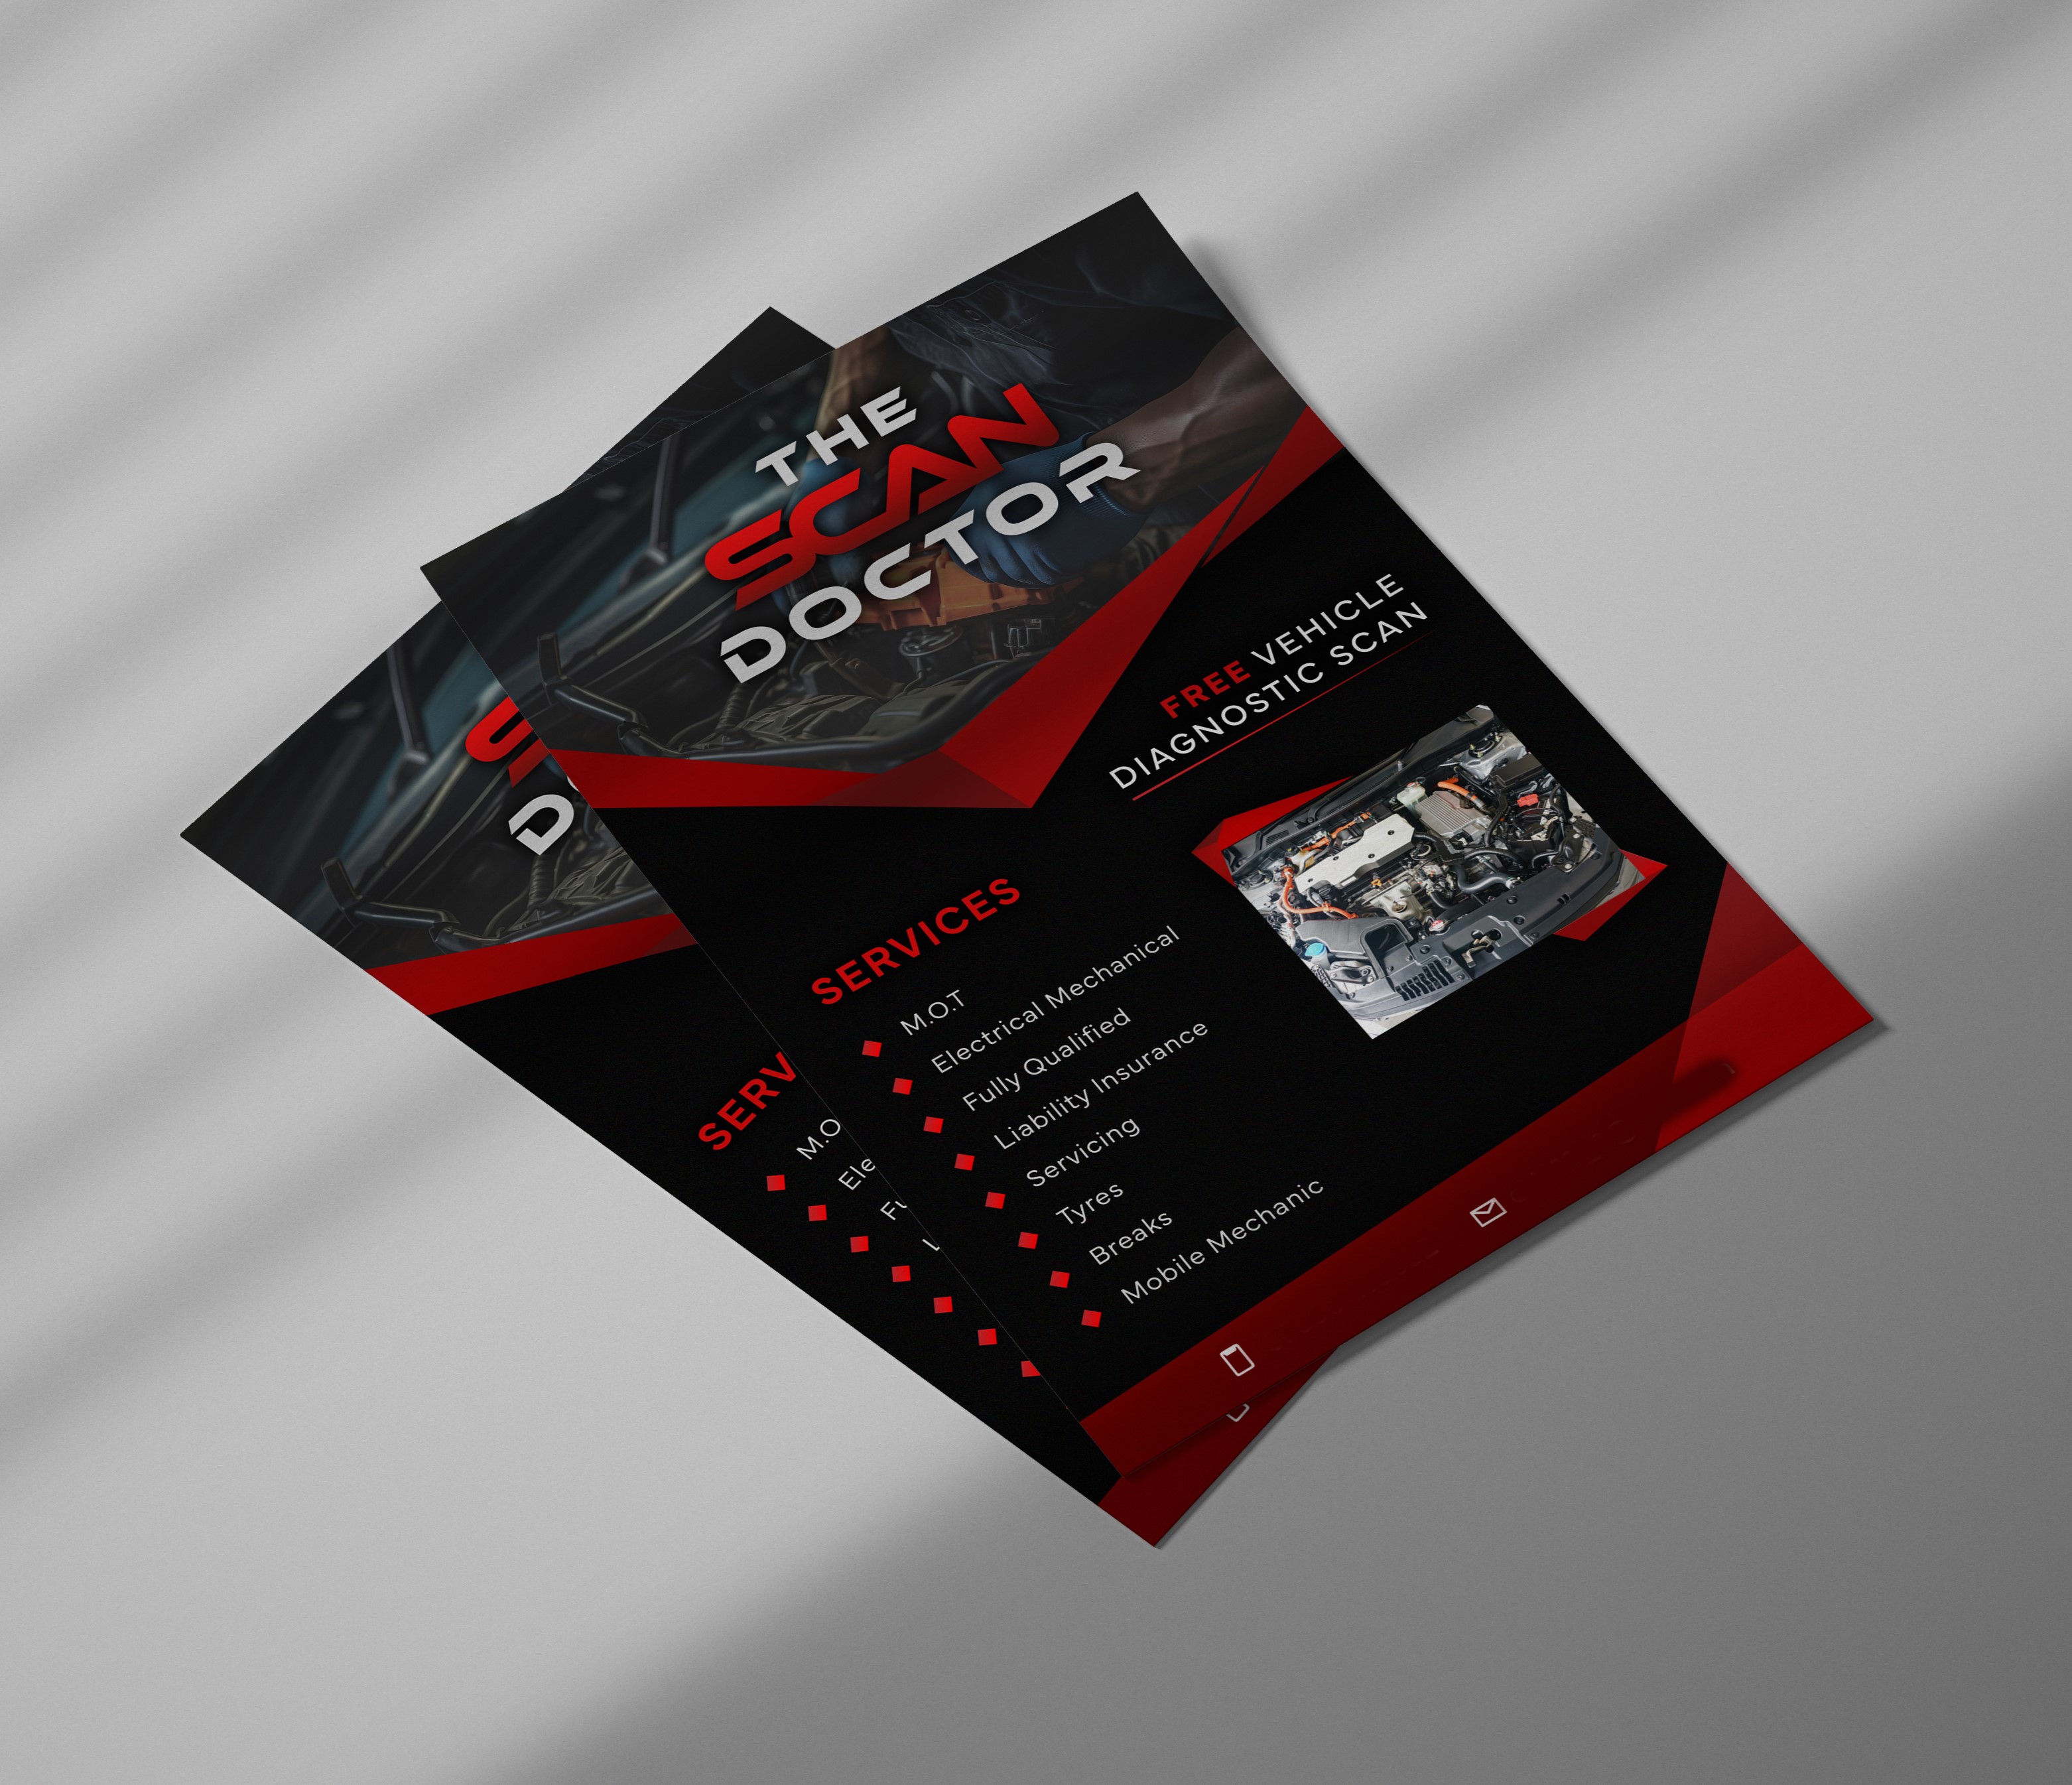 THE
SCAN
DOCTOR
FREE VEHICLE
DIAGNOSTIC SCAN
SERVICES
M.O.T
Electrical Mechanical
Fully Qualified
Liability Insurance
Servicing
Tyres
Breaks
Mobile Mechanic
S
DO
SERV
M.O
Ele
Fu
L